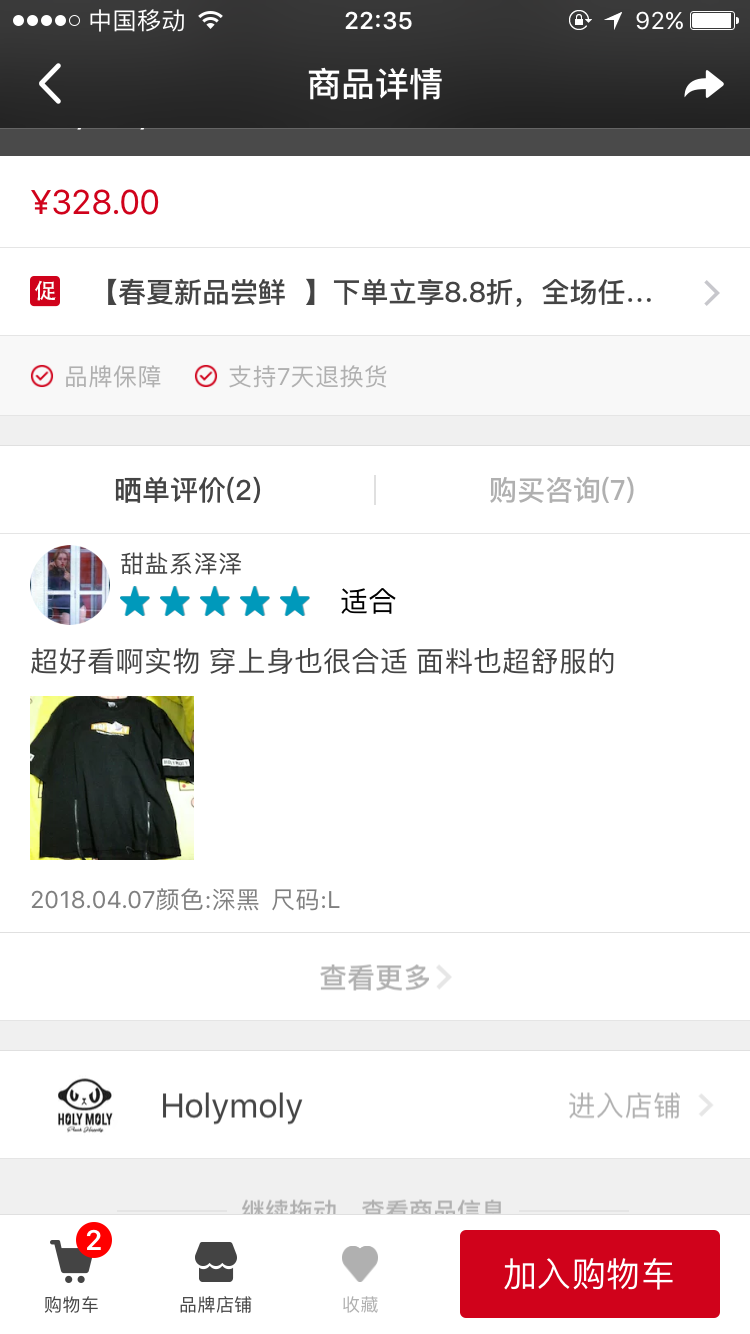 中国移动 22:35 92%
商品详情
¥328.00
促 【春夏新品尝鲜 】下单立享8.8折，全场任...
品牌保障 支持7天退换货
晒单评价(2) 购买咨询(7)
甜盐系泽泽
适合
超好看啊实物 穿上身也很合适 面料也超舒服的
2018.04.07颜色:深黑 尺码:L
查看更多
HOLY MOLY
Holymoly 进入店铺
继续拖动 查看商品信息
2
购物车 品牌店铺 收藏 加入购物车